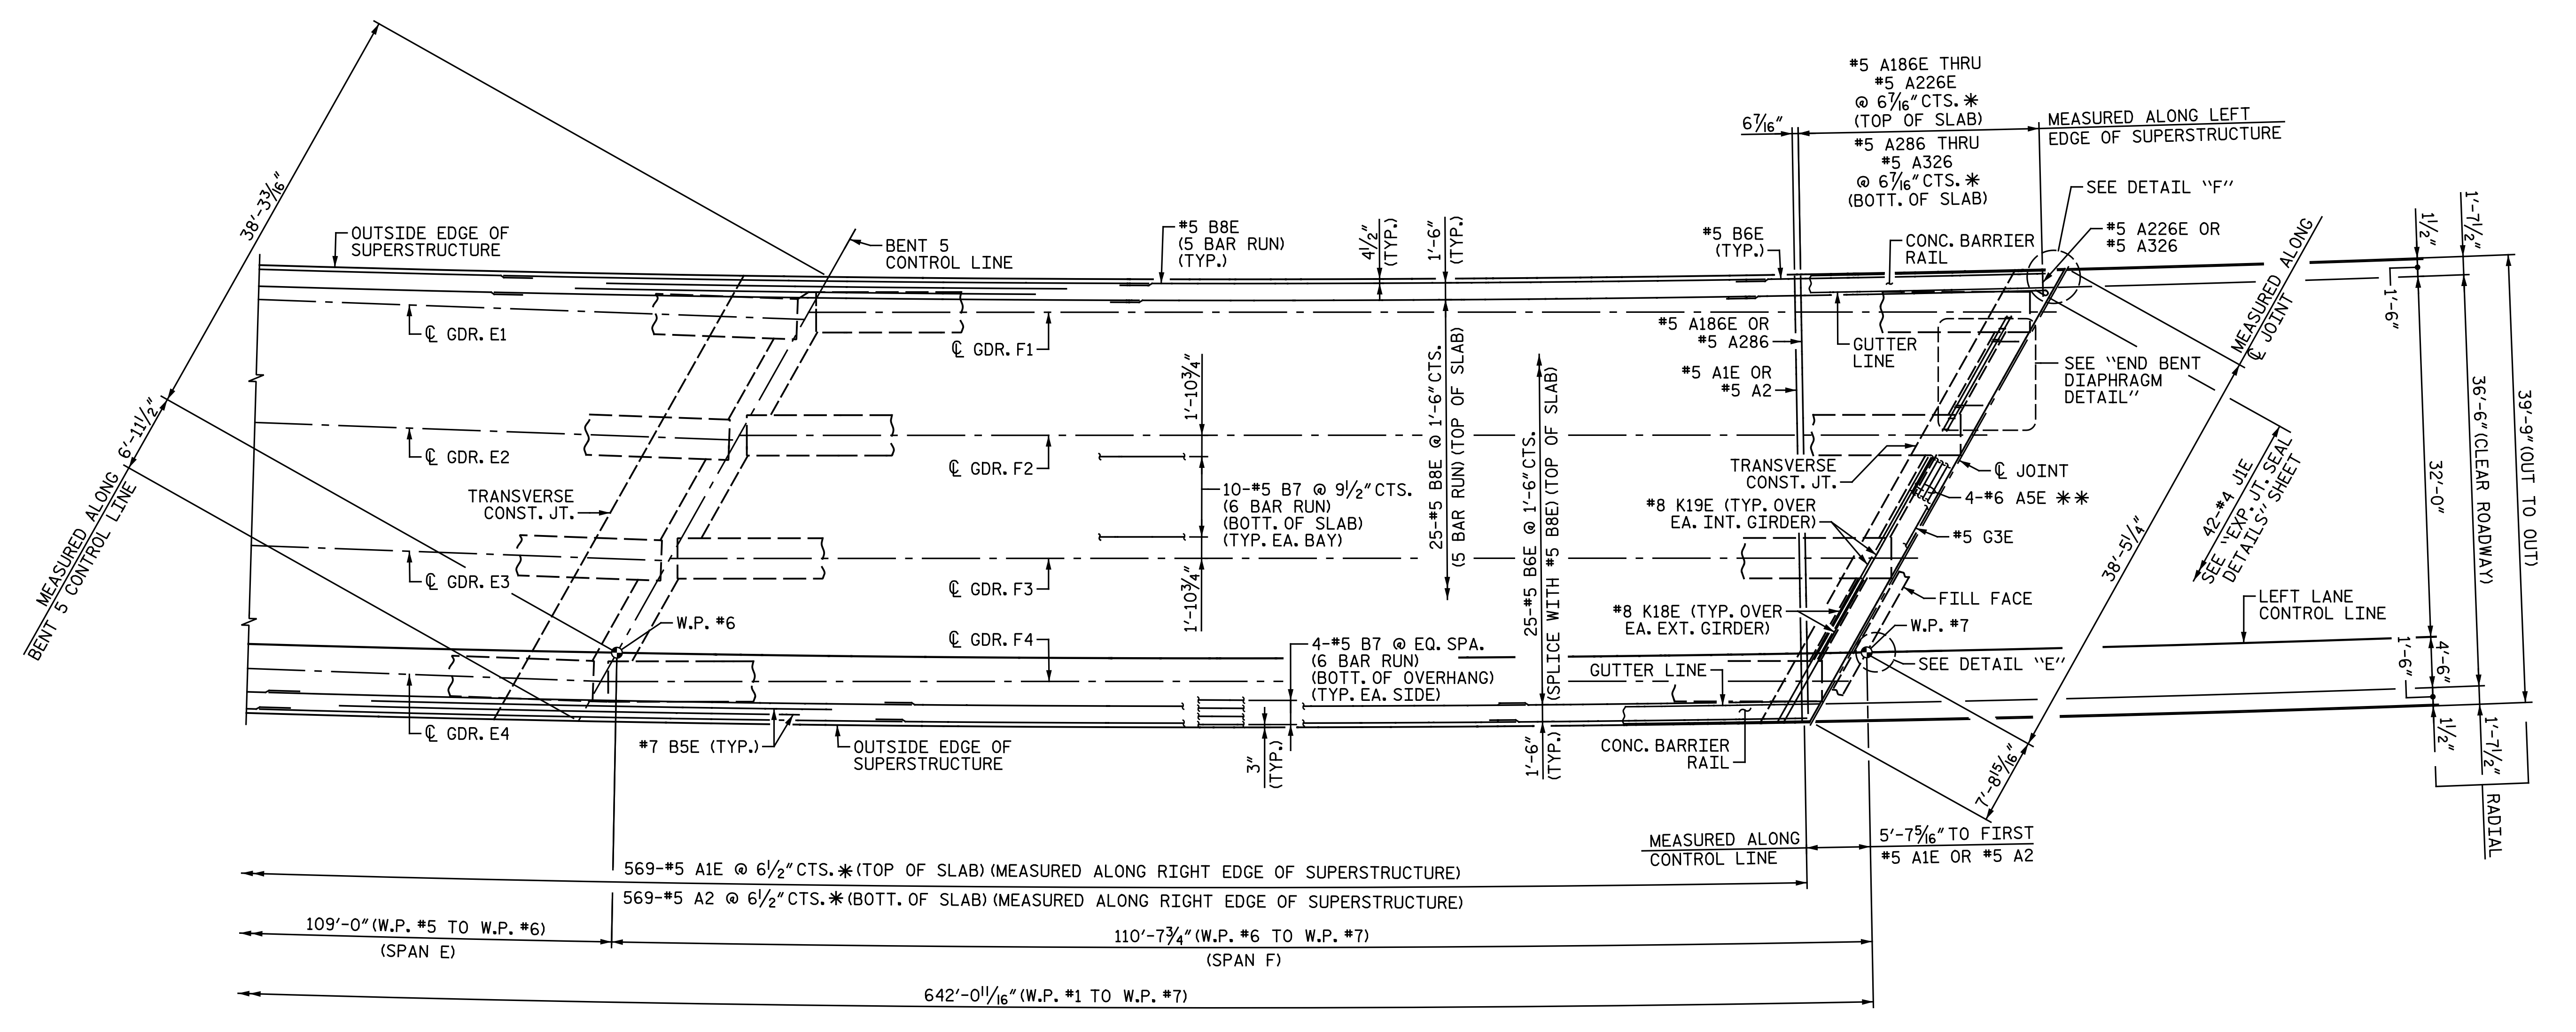 #5 A186E THRU
#5 A226E
@ 6 7/16" CTS. *
(TOP OF SLAB)
#5 A286 THRU
#5 A326
@ 6 7/16" CTS. *
(BOTT. OF SLAB)
6 7/16"
MEASURED ALONG LEFT
EDGE OF SUPERSTRUCTURE
SEE DETAIL "F"
#5 A226E OR
#5 A326
38'-3 3/16"
OUTSIDE EDGE OF
SUPERSTRUCTURE
BENT 5
CONTROL LINE
#5 B8E
(5 BAR RUN)
(TYP.)
4 1/2"
(TYP.)
1'-6"
(TYP.)
#5 B6E
(TYP.)
CONC. BARRIER
RAIL
MEASURED ALONG
℄ JOINT
1 1/2"
1'-7 1/2"
1'-6"
℄ GDR. E1
℄ GDR. F1
#5 A186E OR
#5 A286
GUTTER
LINE
#5 A1E OR
#5 A2
SEE "END BENT
DIAPHRAGM
DETAIL"
1'-10 3/4"
25-#5 B8E @ 1'-6" CTS.
(5 BAR RUN) (TOP OF SLAB)
25-#5 B6E @ 1'-6" CTS.
(SPLICE WITH #5 B8E) (TOP OF SLAB)
36'-6" (CLEAR ROADWAY)
39'-9" (OUT TO OUT)
32'-0"
MEASURED ALONG
BENT 5 CONTROL LINE
6'-11 1/2"
℄ GDR. E2
℄ GDR. F2
TRANSVERSE
CONST. JT.
10-#5 B7 @ 9 1/2" CTS.
(6 BAR RUN)
(BOTT. OF SLAB)
(TYP. EA. BAY)
TRANSVERSE
CONST. JT.
℄ JOINT
4-#6 A5E **
#8 K19E (TYP. OVER
EA. INT. GIRDER)
#5 G3E
42-#4 J1E
SEE "EXP. JT. SEAL
DETAILS" SHEET
38'-5 1/4"
℄ GDR. E3
℄ GDR. F3
1'-10 3/4"
#8 K18E (TYP. OVER
EA. EXT. GIRDER)
FILL FACE
LEFT LANE
CONTROL LINE
W.P. #6
℄ GDR. F4
W.P. #7
4-#5 B7 @ EQ. SPA.
(6 BAR RUN)
(BOTT. OF OVERHANG)
(TYP. EA. SIDE)
GUTTER LINE
SEE DETAIL "E"
1'-6"
4'-6"
℄ GDR. E4
#7 B5E (TYP.)
OUTSIDE EDGE OF
SUPERSTRUCTURE
3"
(TYP.)
1'-6"
(TYP.)
CONC. BARRIER
RAIL
7'-8 15/16"
1 1/2"
1'-7 1/2"
RADIAL
MEASURED ALONG
CONTROL LINE
5'-7 5/16" TO FIRST
#5 A1E OR #5 A2
569-#5 A1E @ 6 1/2" CTS. * (TOP OF SLAB) (MEASURED ALONG RIGHT EDGE OF SUPERSTRUCTURE)
569-#5 A2 @ 6 1/2" CTS. * (BOTT. OF SLAB) (MEASURED ALONG RIGHT EDGE OF SUPERSTRUCTURE)
109'-0" (W.P. #5 TO W.P. #6)
(SPAN E)
110'-7 3/4" (W.P. #6 TO W.P. #7)
(SPAN F)
642'-0 11/16" (W.P. #1 TO W.P. #7)